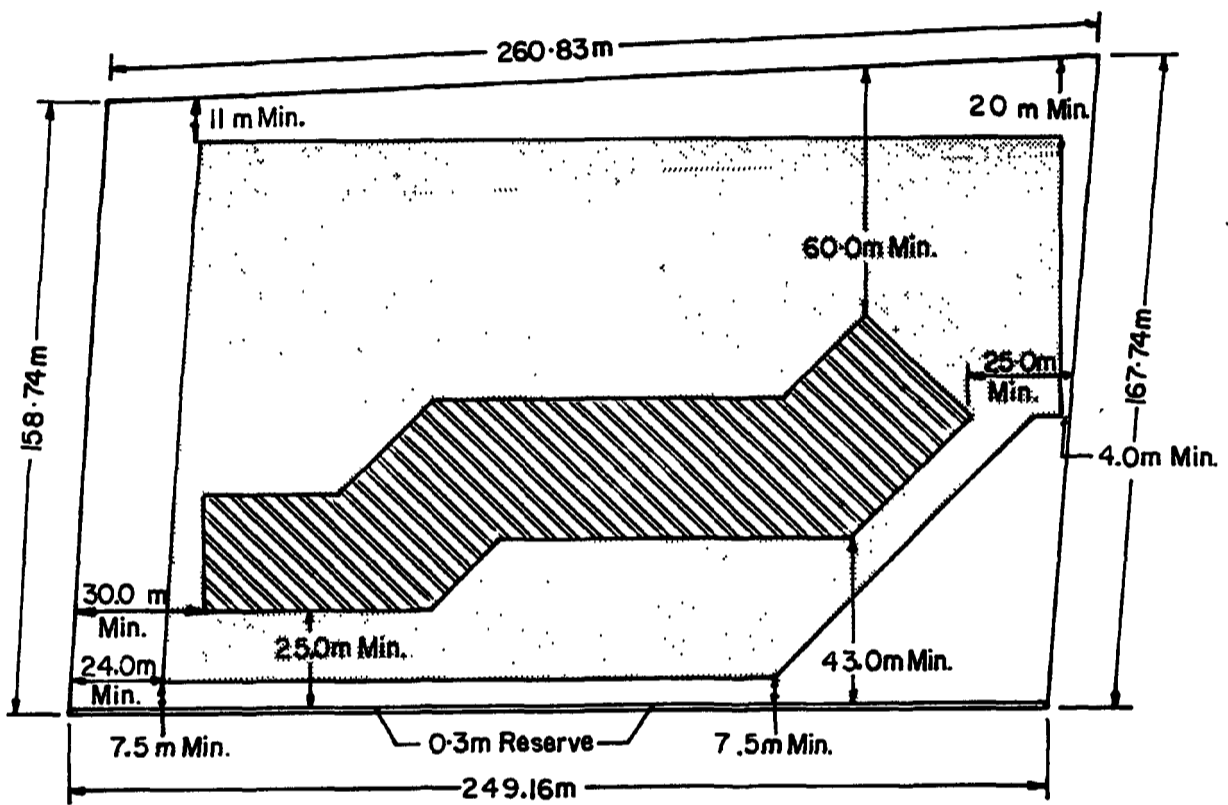 260·83m
11 m Min.
20 m Min.
60·0m Min.
158·74m
167·74m
25·0m
Min.
4.0m Min.
30.0 m
Min.
25.0m Min.
43.0m Min.
24.0m
Min.
7.5 m Min.
0·3m Reserve
7.5m Min.
249.16m